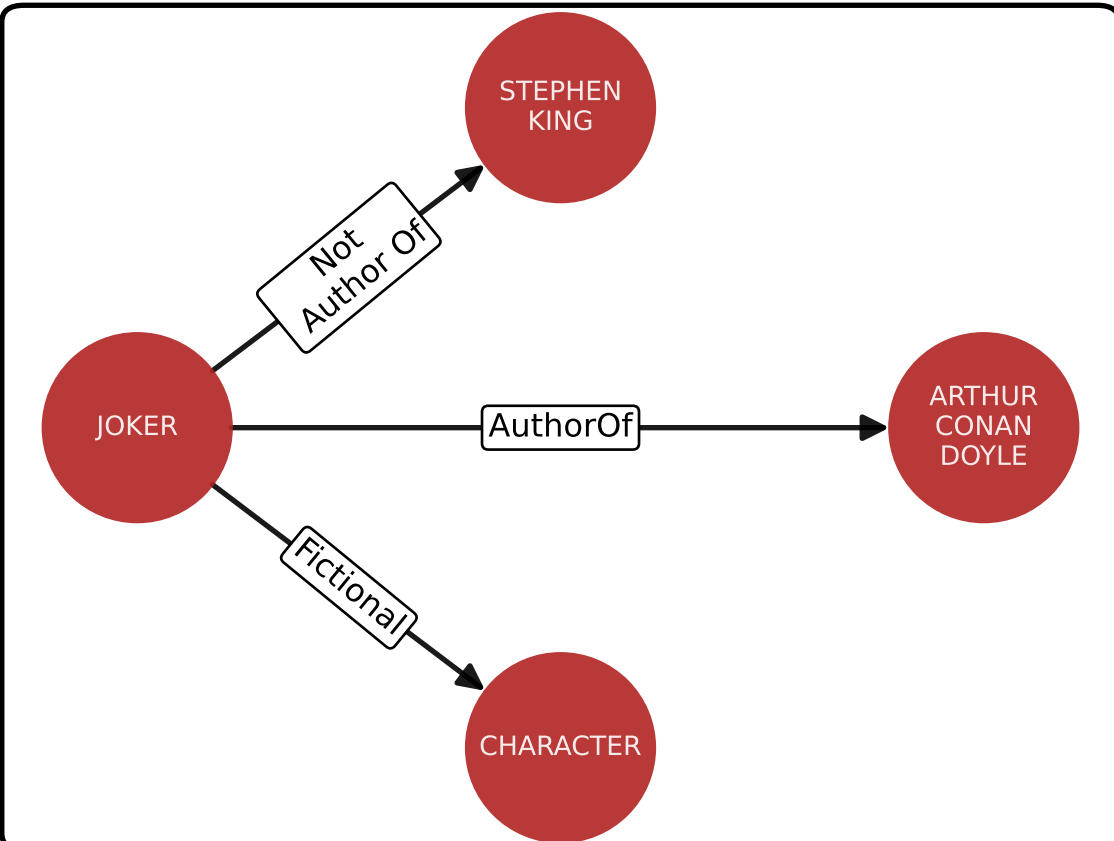 STEPHEN
KING
Not
Author Of
JOKER
AuthorOf
ARTHUR
CONAN
DOYLE
Fictional
CHARACTER